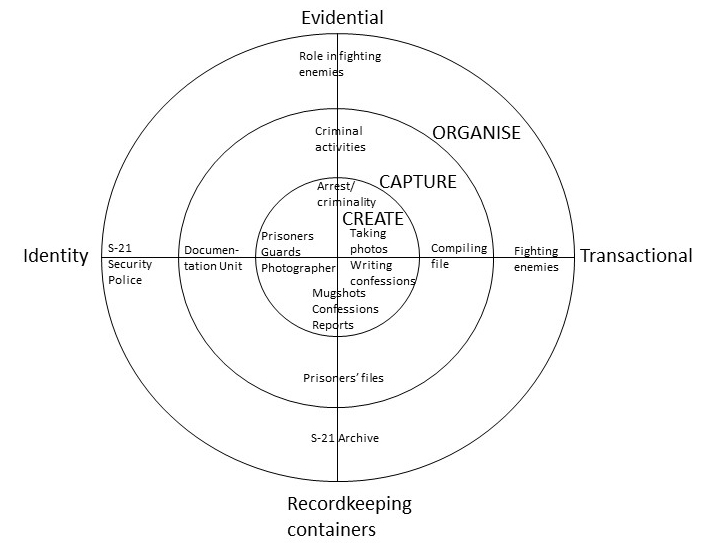 Evidential
Role in fighting
enemies
ORGANISE
Criminal
activities
CAPTURE
Arrest/
criminality
CREATE
Identity
S-21
Security
Police
Documen-
tation Unit
Prisoners
Guards
Photographer
Taking
photos
Writing
confessions
Compiling
file
Fighting
enemies
Transactional
Mugshots
Confessions
Reports
Prisoners’ files
S-21 Archive
Recordkeeping
containers